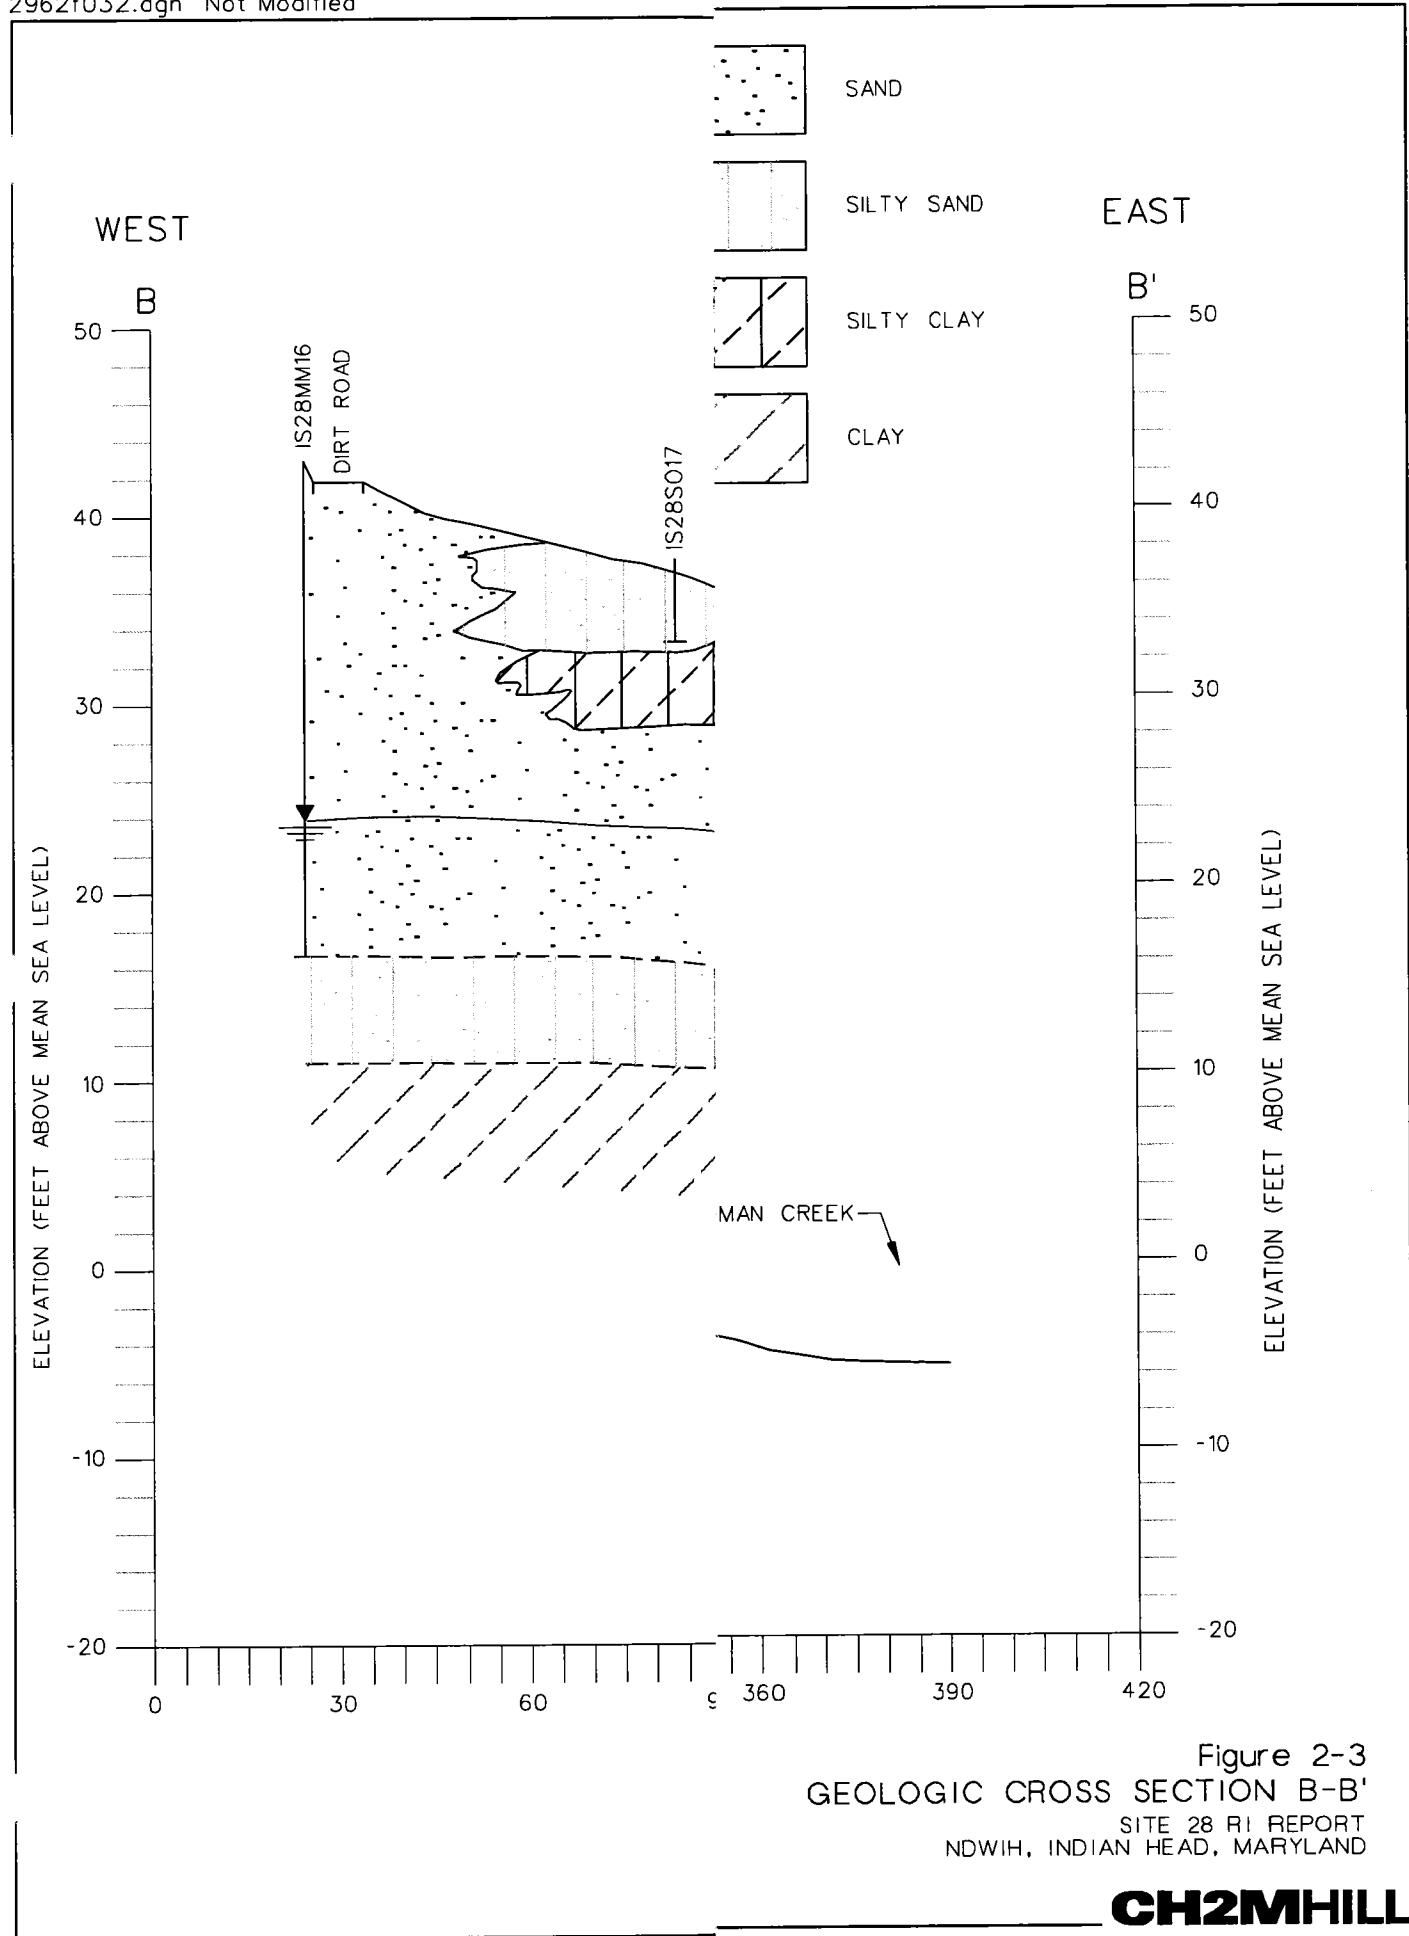 2962f032.dgn Not Modified
SAND
SILTY SAND
SILTY CLAY
CLAY
WEST
EAST
B
B'
50
40
30
20
10
0
-10
-20
ELEVATION (FEET ABOVE MEAN SEA LEVEL)
IS28MM16
DIRT ROAD
IS28SO17
MAN CREEK
50
40
30
20
10
0
-10
-20
ELEVATION (FEET ABOVE MEAN SEA LEVEL)
0 30 60 360 390 420
Figure 2-3
GEOLOGIC CROSS SECTION B-B'
SITE 28 RI REPORT
NDWIH, INDIAN HEAD, MARYLAND
CH2MHILL